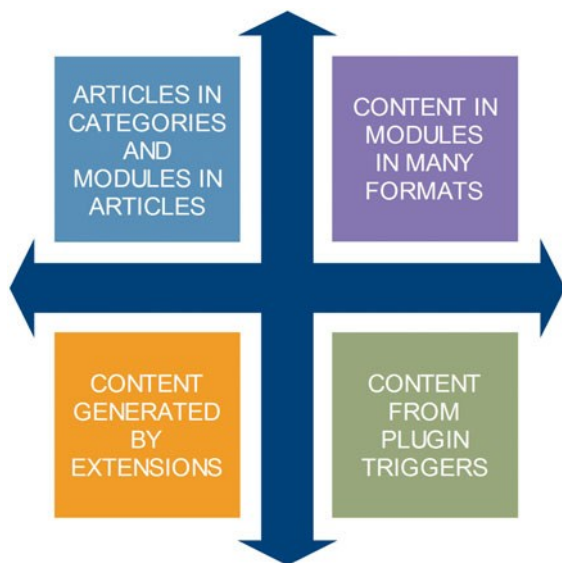 ARTICLES IN
CATEGORIES
AND
MODULES IN
ARTICLES
CONTENT IN
MODULES
IN MANY
FORMATS
CONTENT
GENERATED
BY
EXTENSIONS
CONTENT
FROM
PLUGIN
TRIGGERS